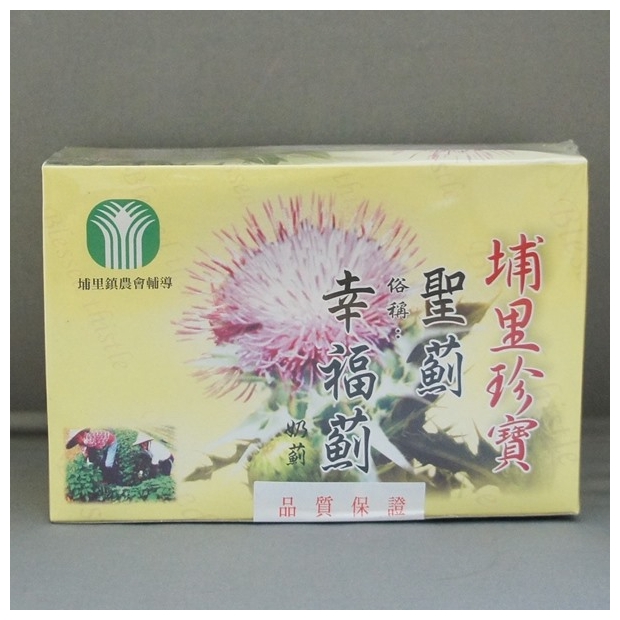 埔里珍寶
聖薊
俗稱：
幸福薊
奶薊
埔里鎮農會輔導
品質保證